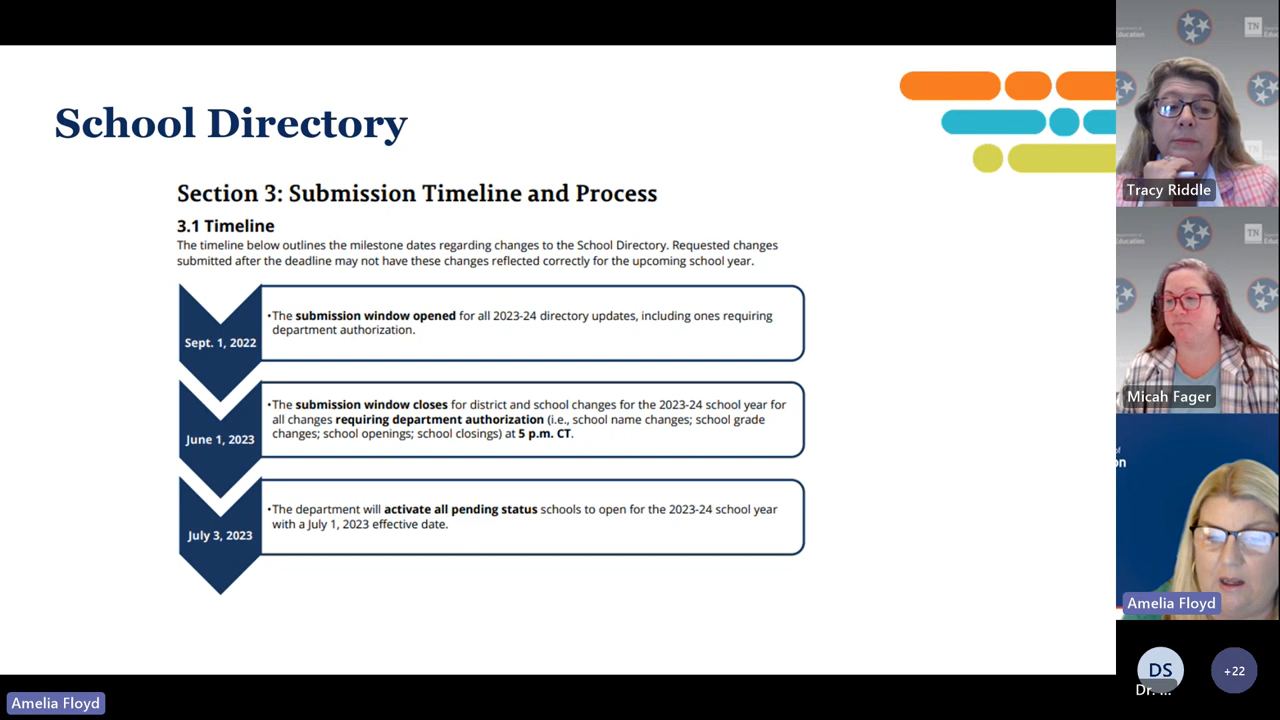 School Directory
Section 3: Submission Timeline and Process
3.1 Timeline
The timeline below outlines the milestone dates regarding changes to the School Directory. Requested changes
submitted after the deadline may not have these changes reflected correctly for the upcoming school year.
Sept. 1, 2022
•The submission window opened for all 2023-24 directory updates, including ones requiring
department authorization.
June 1, 2023
•The submission window closes for district and school changes for the 2023-24 school year for
all changes requiring department authorization (i.e., school name changes; school grade
changes; school openings; school closings) at 5 p.m. CT.
July 3, 2023
•The department will activate all pending status schools to open for the 2023-24 school year
with a July 1, 2023 effective date.
Amelia Floyd
TN
Tracy Riddle
TN
Micah Fager
Amelia Floyd
DS
+22
Dr. ...